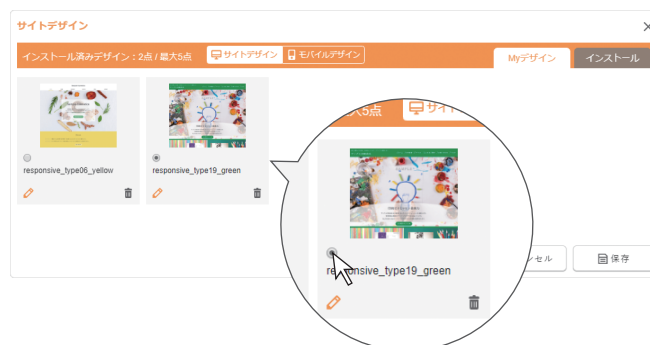 サイトデザイン
インストール済みデザイン：2点 / 最大5点
サイトデザイン
モバイルデザイン
Myデザイン
インストール
responsive_type06_yellow
responsive_type19_green
大5点
サイト
responsive_type19_green
ンセル
保存